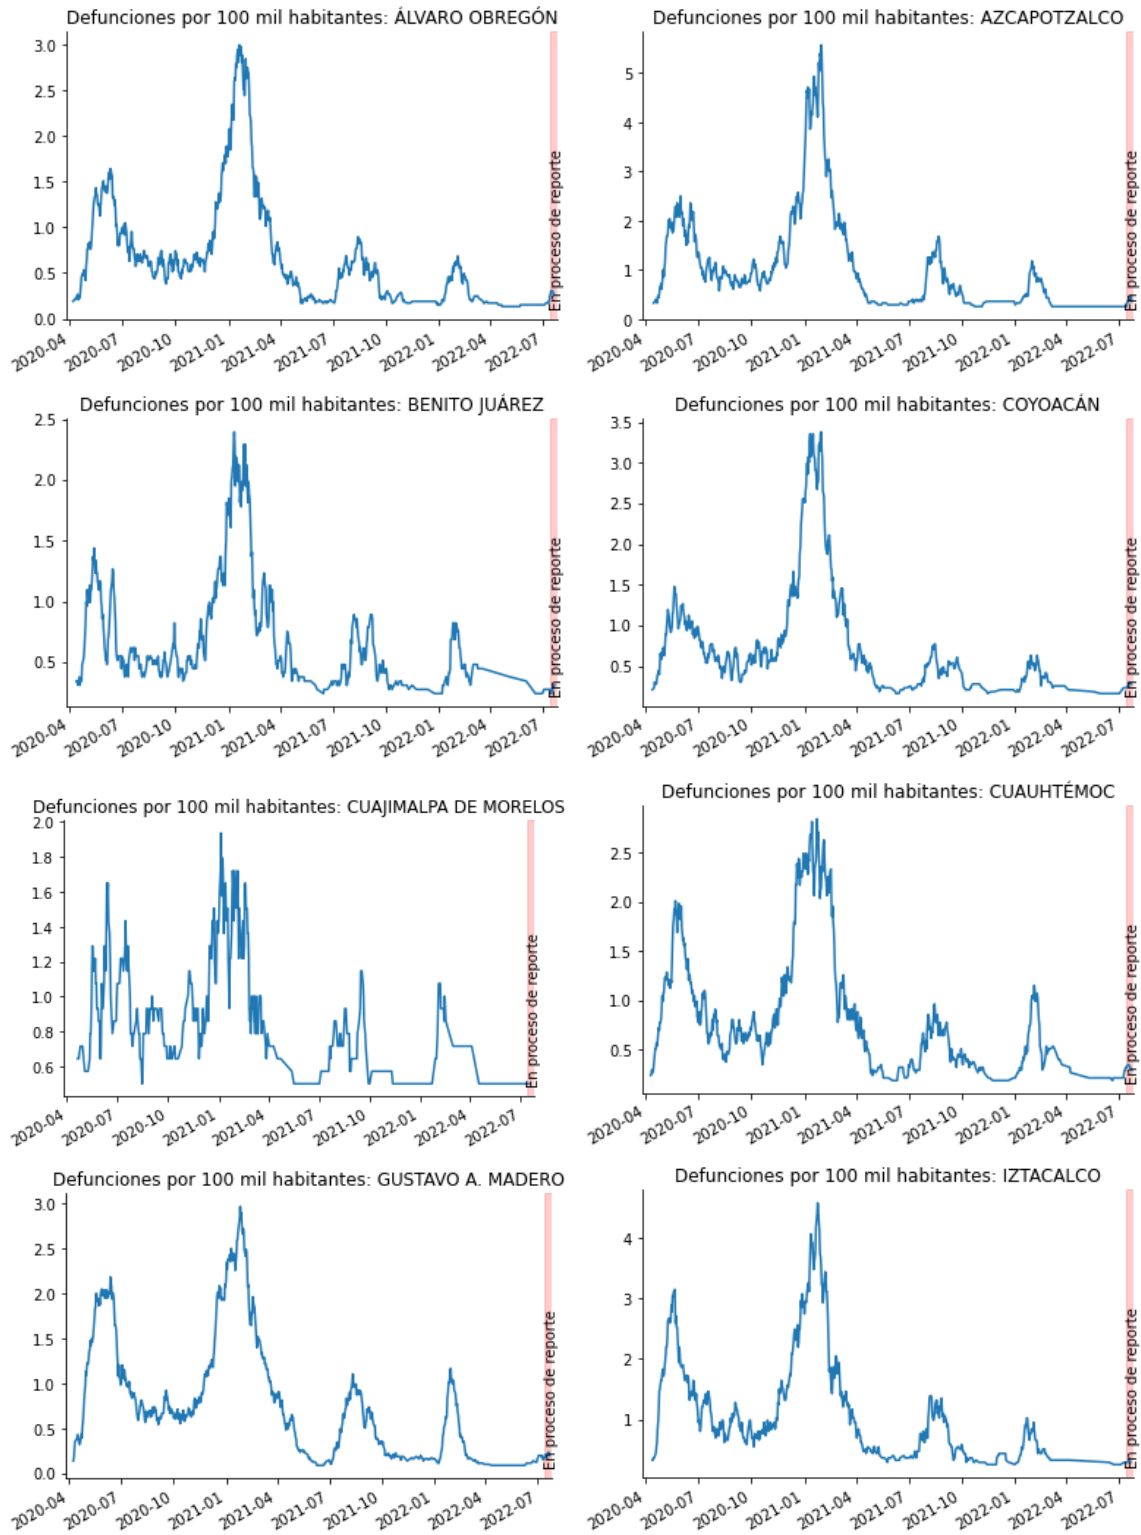 Defunciones por 100 mil habitantes: ÁLVARO OBREGÓN
3.0
2.5
2.0
1.5
1.0
0.5
0.0
2020-04 2020-07 2020-10 2021-01 2021-04 2021-07 2021-10 2022-01 2022-04 2022-07
En proceso de reporte
Defunciones por 100 mil habitantes: AZCAPOTZALCO
5
4
3
2
1
0
2020-04 2020-07 2020-10 2021-01 2021-04 2021-07 2021-10 2022-01 2022-04 2022-07
En proceso de reporte
Defunciones por 100 mil habitantes: BENITO JUÁREZ
2.5
2.0
1.5
1.0
0.5
2020-04 2020-07 2020-10 2021-01 2021-04 2021-07 2021-10 2022-01 2022-04 2022-07
En proceso de reporte
Defunciones por 100 mil habitantes: COYOACÁN
3.5
3.0
2.5
2.0
1.5
1.0
0.5
2020-04 2020-07 2020-10 2021-01 2021-04 2021-07 2021-10 2022-01 2022-04 2022-07
En proceso de reporte
Defunciones por 100 mil habitantes: CUAJIMALPA DE MORELOS
2.0
1.8
1.6
1.4
1.2
1.0
0.8
0.6
2020-04 2020-07 2020-10 2021-01 2021-04 2021-07 2021-10 2022-01 2022-04 2022-07
En proceso de reporte
Defunciones por 100 mil habitantes: CUAUHTÉMOC
2.5
2.0
1.5
1.0
0.5
2020-04 2020-07 2020-10 2021-01 2021-04 2021-07 2021-10 2022-01 2022-04 2022-07
En proceso de reporte
Defunciones por 100 mil habitantes: GUSTAVO A. MADERO
3.0
2.5
2.0
1.5
1.0
0.5
0.0
2020-04 2020-07 2020-10 2021-01 2021-04 2021-07 2021-10 2022-01 2022-04 2022-07
En proceso de reporte
Defunciones por 100 mil habitantes: IZTACALCO
4
3
2
1
2020-04 2020-07 2020-10 2021-01 2021-04 2021-07 2021-10 2022-01 2022-04 2022-07
En proceso de reporte